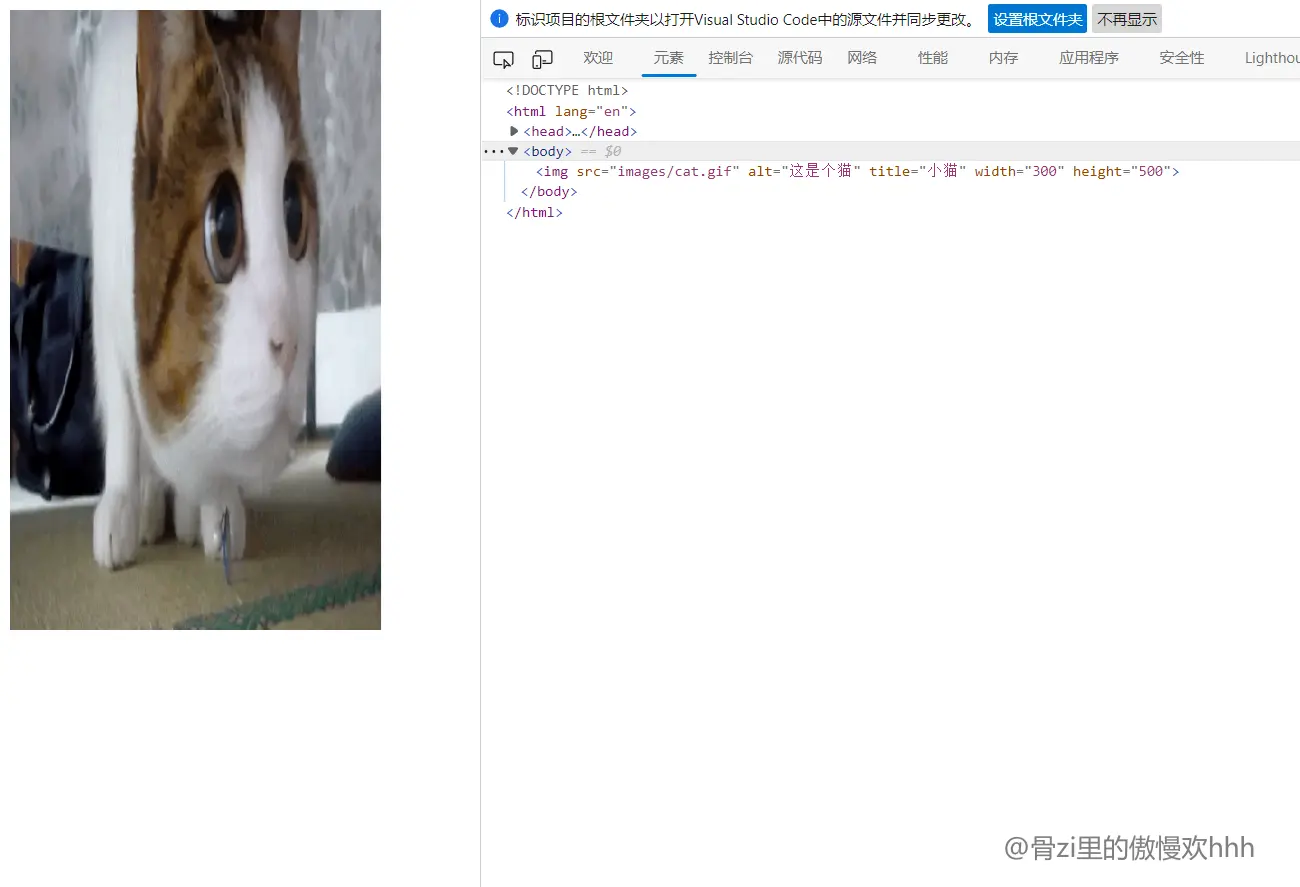 标识项目的根文件夹以打开Visual Studio Code中的源文件并同步更改。 设置根文件夹 不再显示
欢迎 元素 控制台 源代码 网络 性能 内存 应用程序 安全性 Lighthou
<!DOCTYPE html>
<html lang="en">
<head>…</head>
<body> == $0
<img src="images/cat.gif" alt="这是个猫" title="小猫" width="300" height="500">
</body>
</html>
@骨zi里的傲慢欢hhh